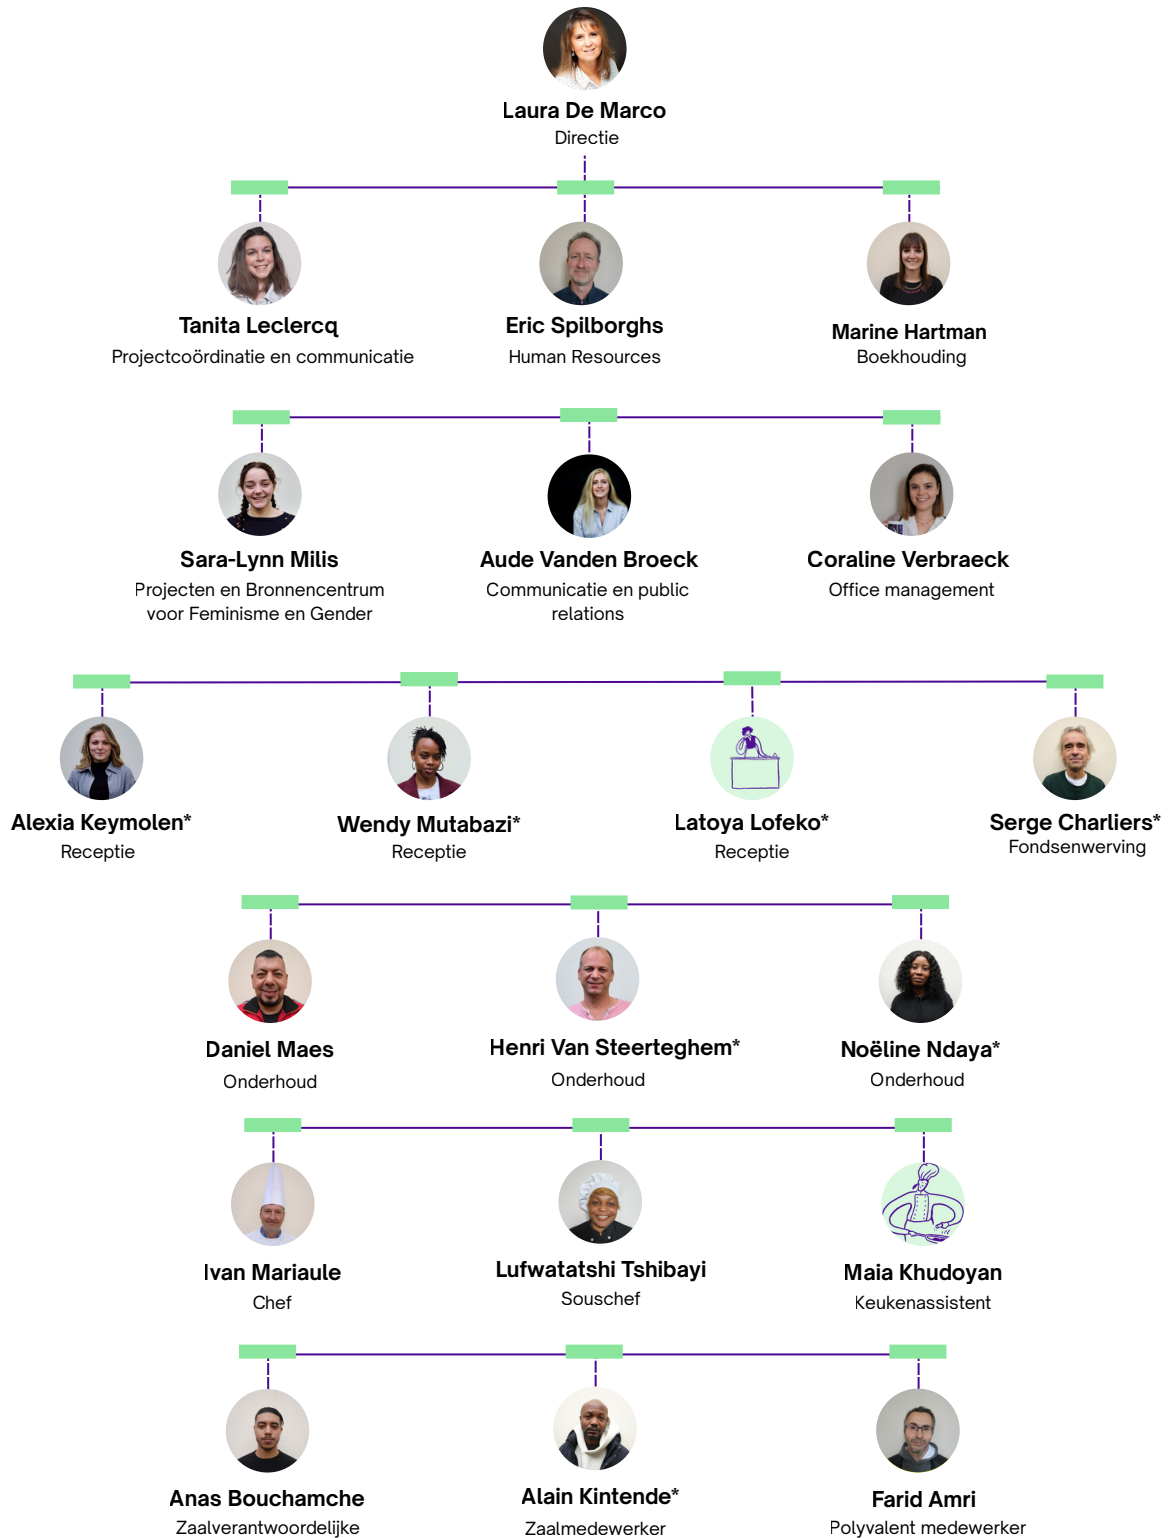 Laura De Marco
Directie
Tanita Leclercq
Projectcoördinatie en communicatie
Eric Spilborghs
Human Resources
Marine Hartman
Boekhouding
Sara-Lynn Milis
Projecten en Bronnencentrum
voor Feminisme en Gender
Aude Vanden Broeck
Communicatie en public
relations
Coraline Verbraeck
Office management
Alexia Keymolen*
Receptie
Wendy Mutabazi*
Receptie
Latoya Lofeko*
Receptie
Serge Charliers*
Fondsenwerving
Daniel Maes
Onderhoud
Henri Van Steerteghem*
Onderhoud
Noëline Ndaya*
Onderhoud
Ivan Mariaule
Chef
Lufwatatshi Tshibayi
Souschef
Maia Khudoyan
Keukenassistent
Anas Bouchamche
Zaalverantwoordelijke
Alain Kintende*
Zaalmedewerker
Farid Amri
Polyvalent medewerker